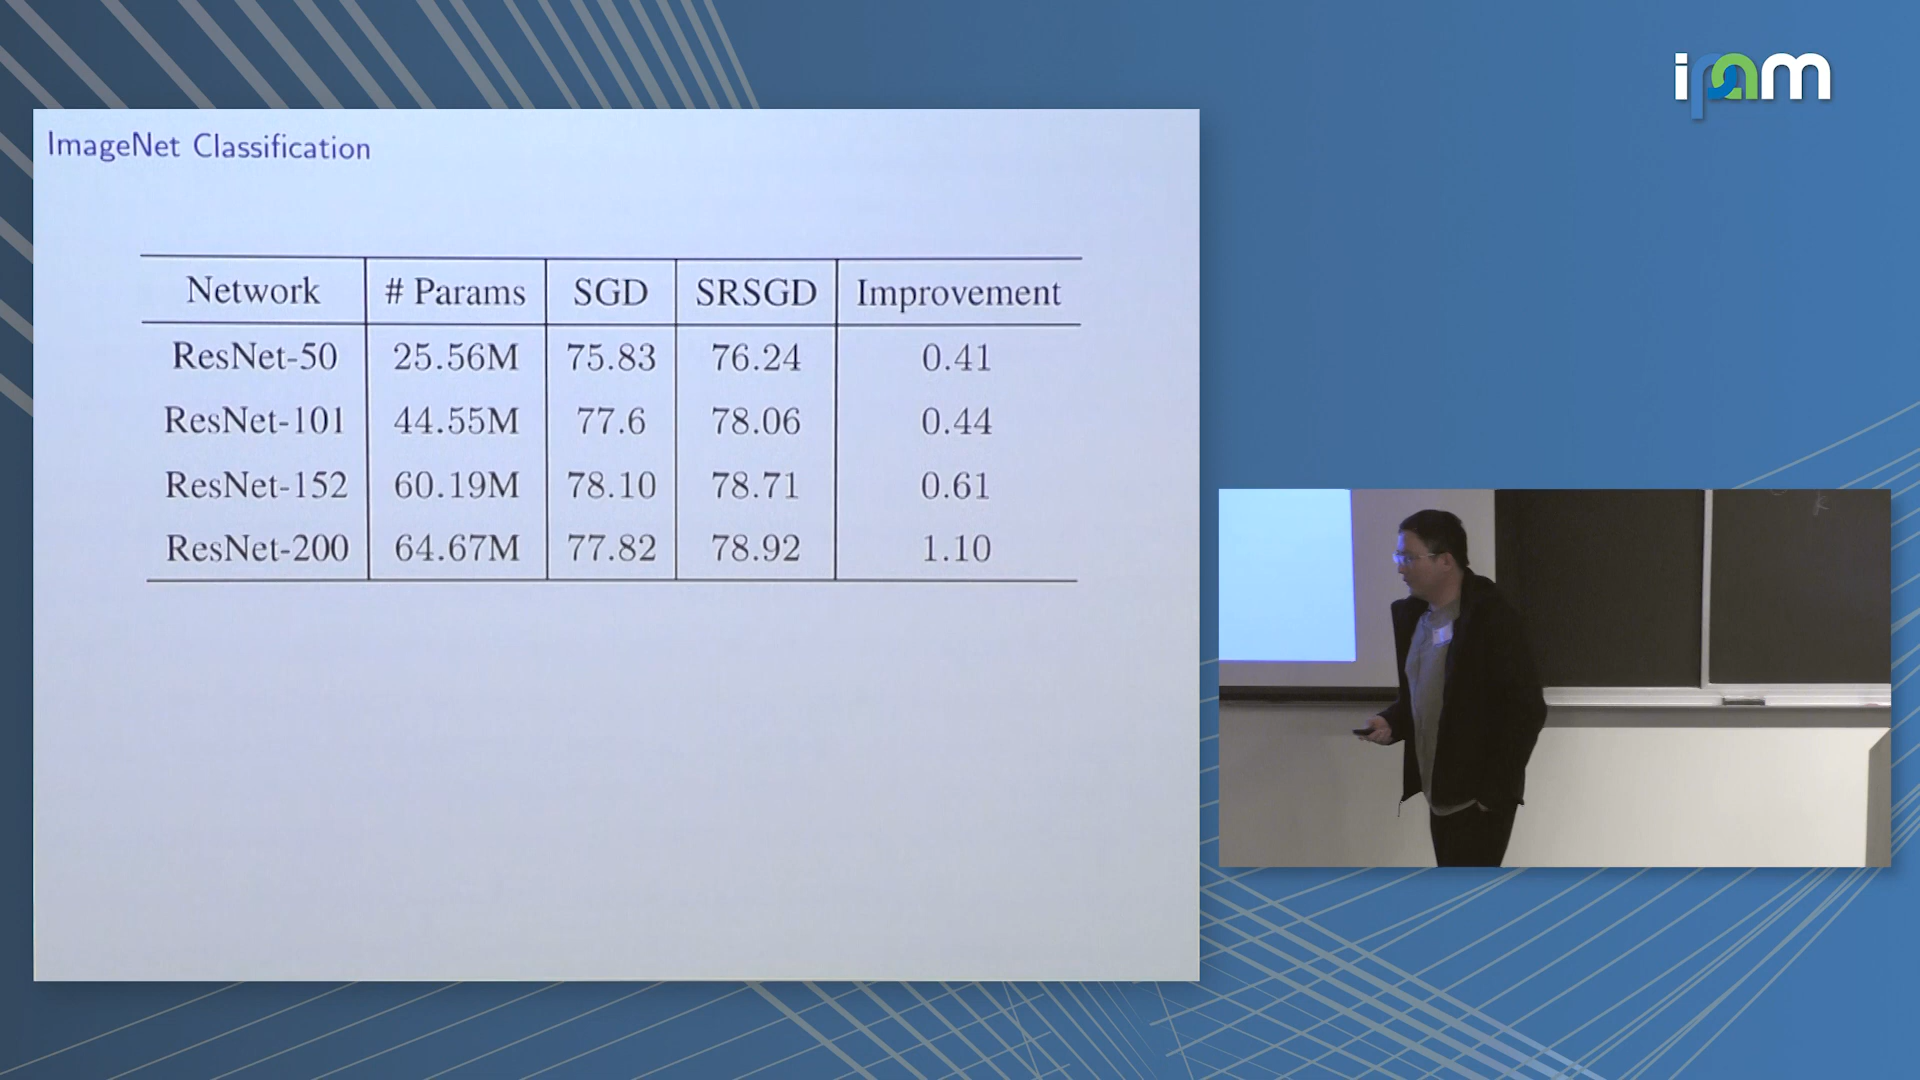 ipam
ImageNet Classification
Network # Params SGD SRSGD Improvement
ResNet-50 25.56M 75.83 76.24 0.41
ResNet-101 44.55M 77.6 78.06 0.44
ResNet-152 60.19M 78.10 78.71 0.61
ResNet-200 64.67M 77.82 78.92 1.10
k